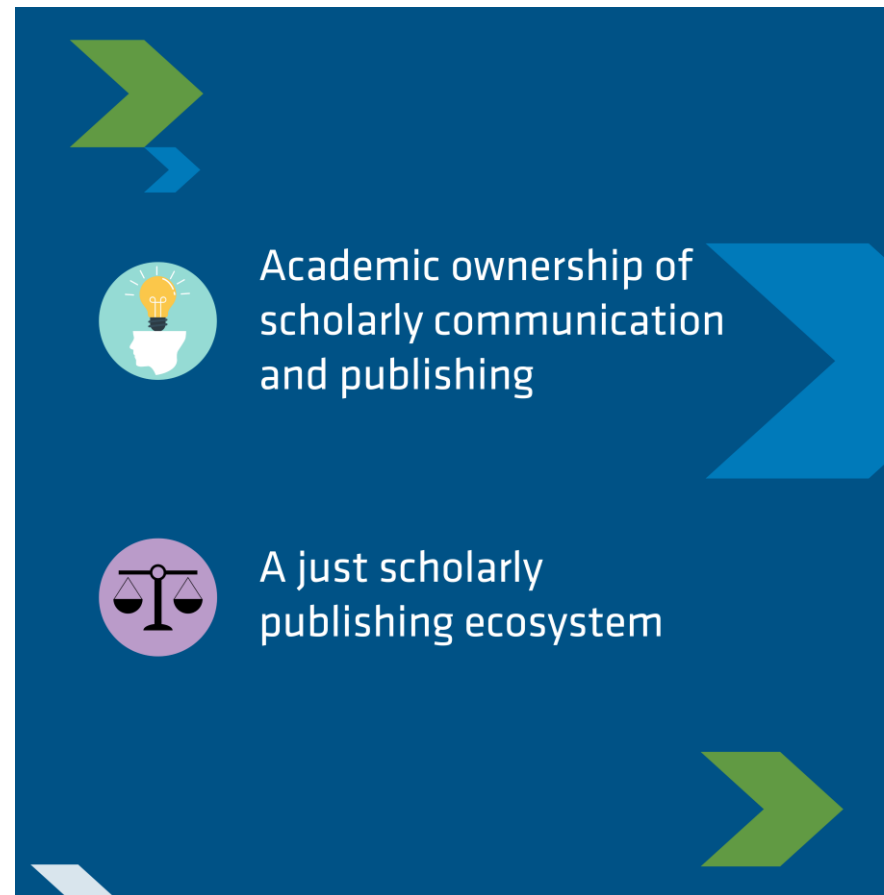 Academic ownership of
scholarly communication
and publishing
A just scholarly
publishing ecosystem